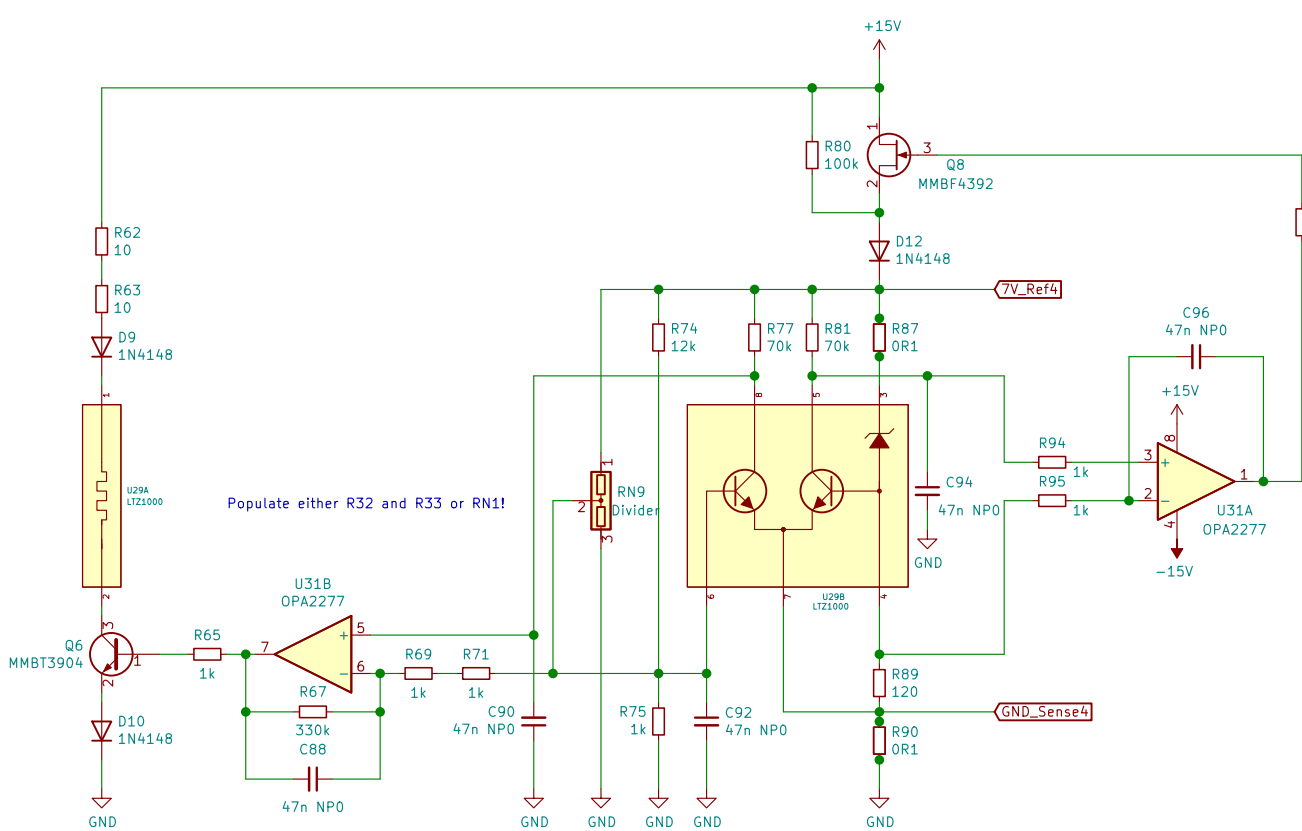 +15V
1
R80
100k
3
Q8
MMBF4392
2
R62
10
D12
1N4148
R63
10
7V_Ref4
D9
1N4148
R74
12k
R77
70k
R81
70k
R87
0R1
C96
47n NP0
1
8
5
3
+15V
8
R94
1k
3
+
U29A
LTZ1000
Populate either R32 and R33 or RN1!
1
RN9
Divider
2
3
C94
47n NP0
R95
1k
2
-
1
U31A
OPA2277
4
-15V
GND
2
U31B
OPA2277
6
7
U29B
LTZ1000
4
Q6
MMBT3904
3
1
2
R65
1k
7
5
+
6
-
R69
1k
R71
1k
R67
330k
C88
47n NP0
D10
1N4148
C90
47n NP0
R75
1k
C92
47n NP0
R89
120
GND_Sense4
R90
0R1
GND
GND
GND
GND
GND
GND